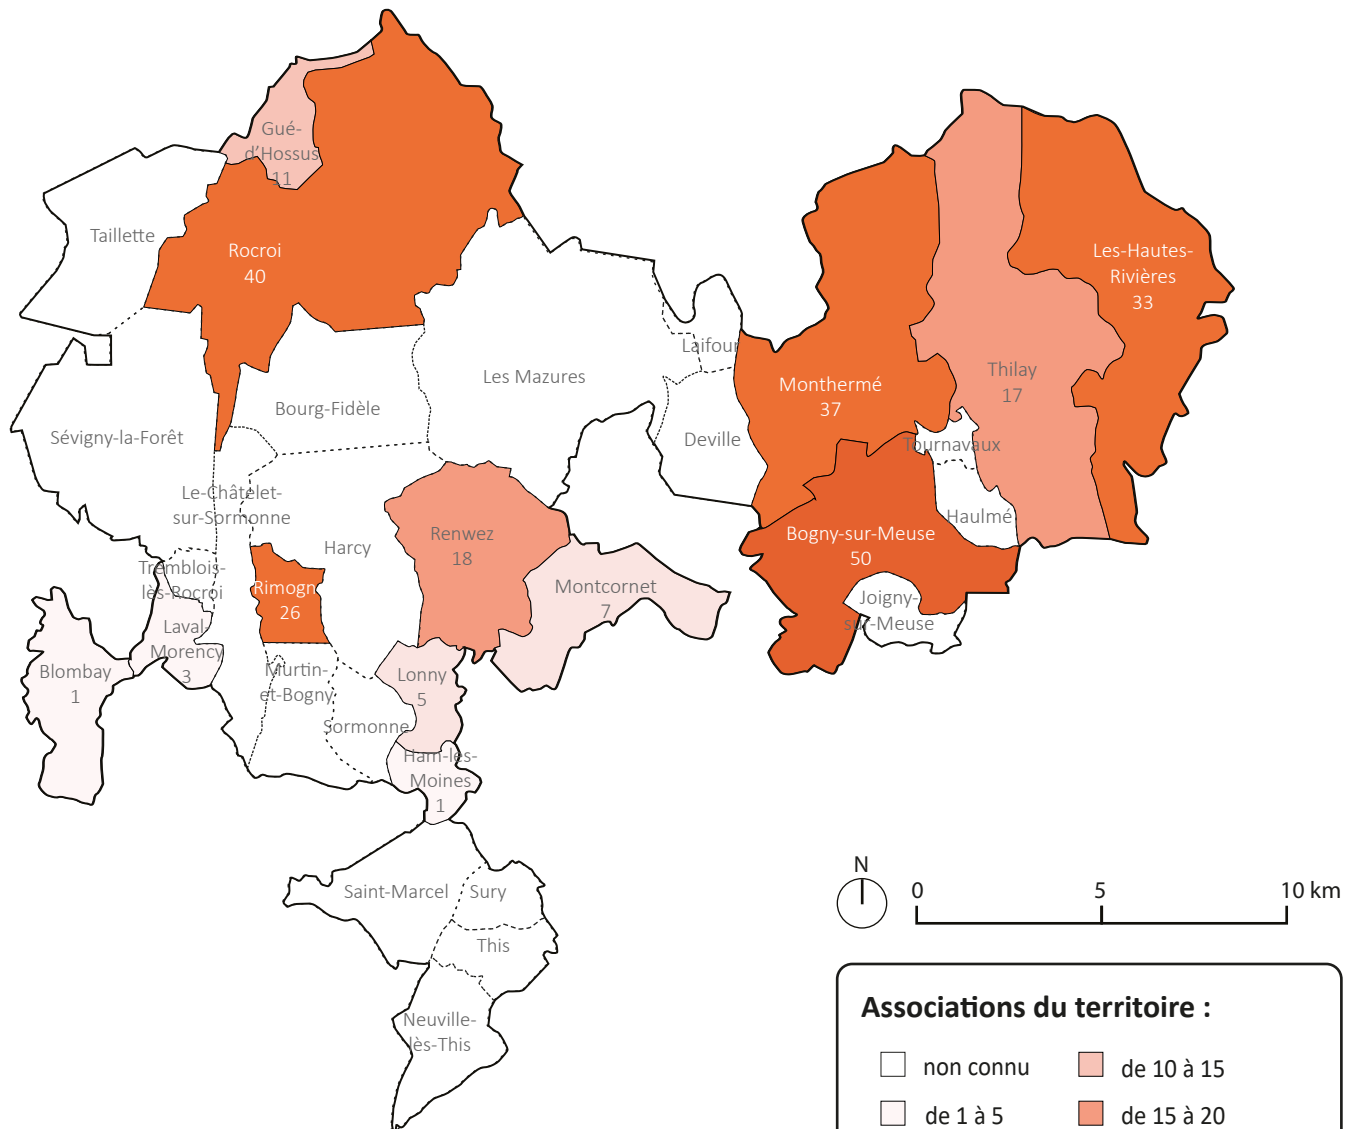 Gué-
d'Hossus
11
Taillette
Rocroi
40
Les-Hautes-
Rivières
33
Laifour
Les Mazures
Thilay
17
Monthermé
37
Bourg-Fidèle
Sévigny-la-Forêt
Deville
Tournavaux
Le-Châtelet-
sur-Sormonne
Haulmé
Harcy
Renwez
18
Bogny-sur-Meuse
50
Tremblois-
lès-Rocroi
Rimogn
26
Montcornet
7
Joigny-
sur-Meuse
Laval-
Morency
3
Blombay
1
Murtin-
et-Bogny
Lonny
5
Sormonne
Ham-les-
Moines
1
Saint-Marcel
Sury
This
Neuville-
lès-This
N
0 5 10 km
Associations du territoire :
non connu
de 10 à 15
de 1 à 5
de 15 à 20